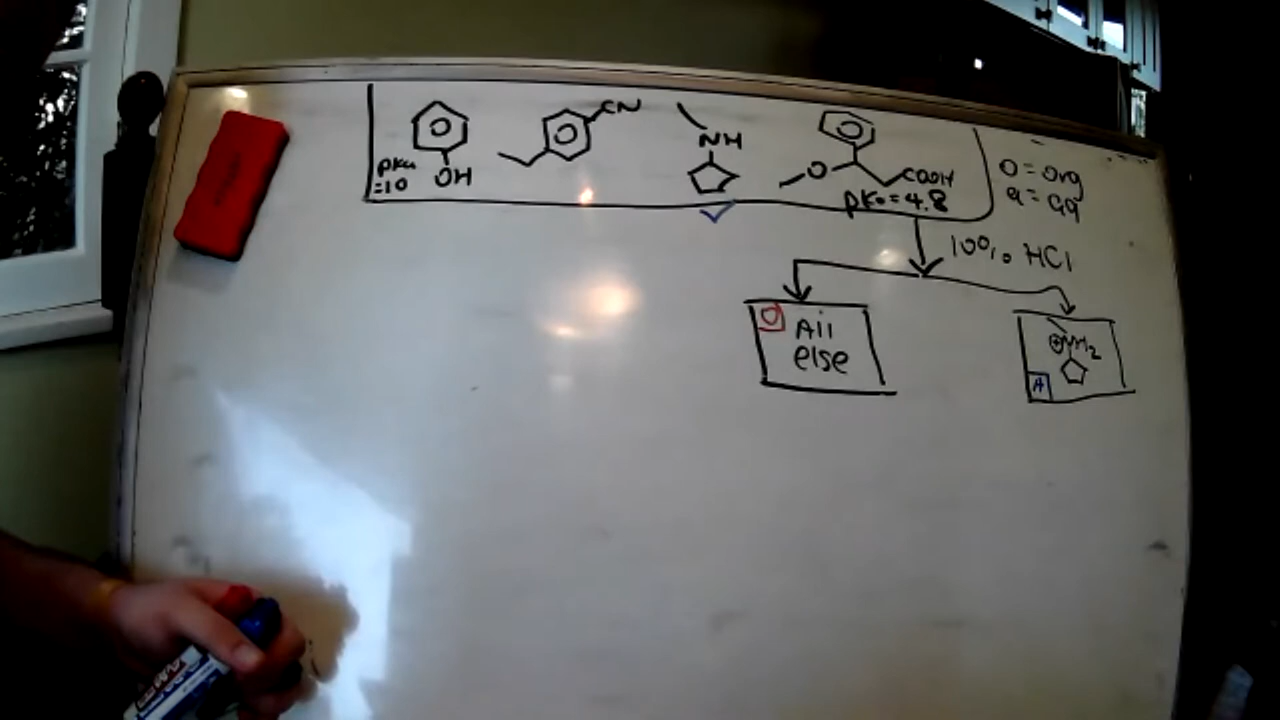 CN
NH
pKa
=10
OH
O
COOH
pKa=4.8
O=Org
a=aq
10% HCl
O
All
else
⊕NH2
A